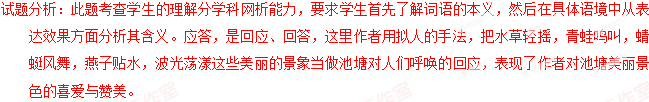 试题分析：此题考查学生的理解分学科网析能力，要求学生首先了解词语的本义，然后在具体语境中从表
达效果方面分析其含义。应答，是回应、回答，这里作者用拟人的手法，把水草轻摇，青蛙鸣叫，蜻
蜓风舞，燕子贴水，波光荡漾这些美丽的景象当做池塘对人们呼唤的回应，表现了作者对池塘美丽景
色的喜爱与赞美。